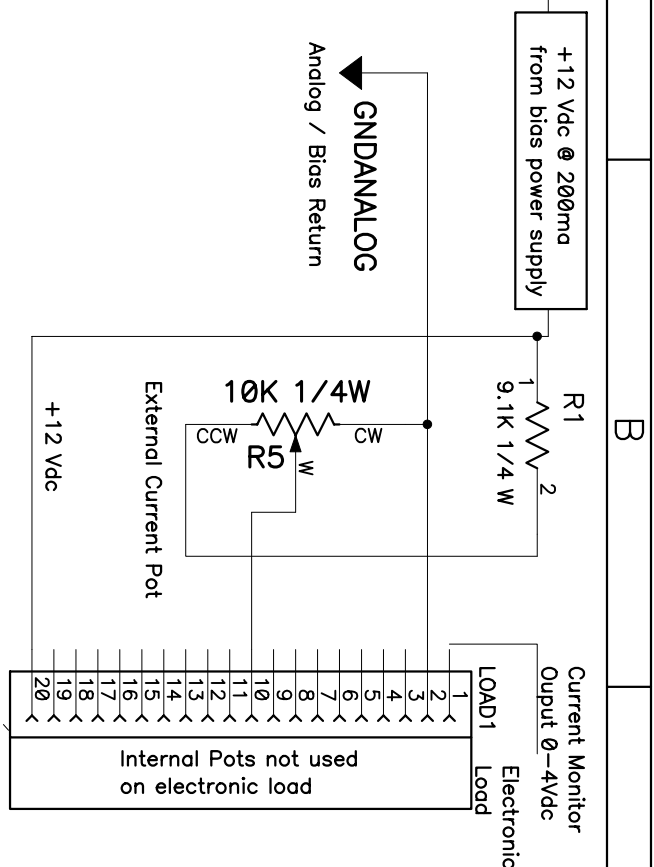 B
+12 Vdc @ 200ma
from bias power supply
R1
1
2
9.1K 1/4 W
GNDANALOG
Analog / Bias Return
10K 1/4W
CCW
CW
R5
W
External Current Pot
+12 Vdc
Current Monitor
Ouput 0-4Vdc
LOAD1
Electronic
Load
1
2
3
4
5
6
7
8
9
10
11
12
13
14
15
16
17
18
19
20
Internal Pots not used
on electronic load